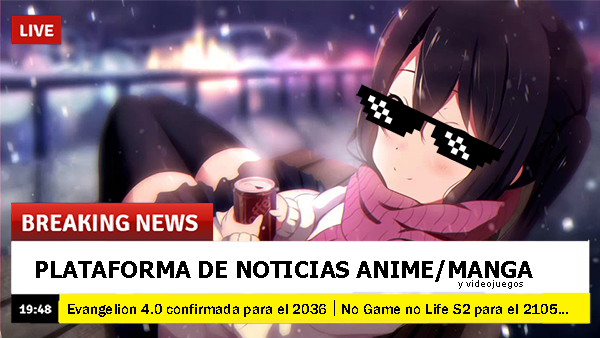 LIVE
BREAKING NEWS
PLATAFORMA DE NOTICIAS ANIME/MANGA
y videojuegos
19:48 Evangelion 4.0 confirmada para el 2036 | No Game no Life S2 para el 2105...